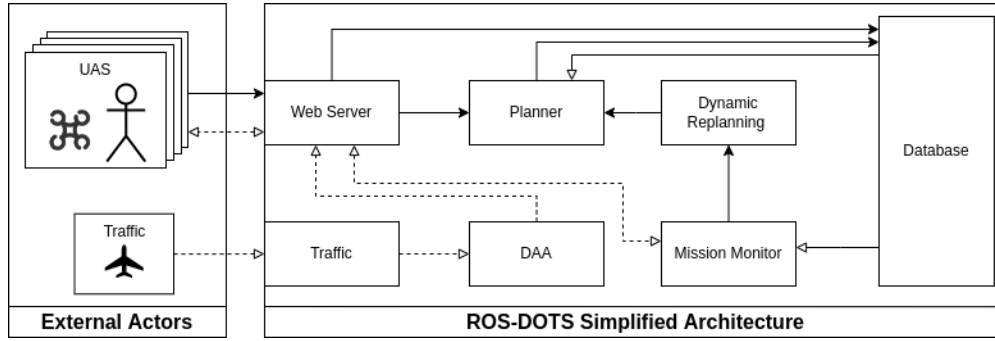 UAS
Web Server
Planner
Dynamic
Replanning
Database
Traffic
Traffic
DAA
Mission Monitor
External Actors
ROS-DOTS Simplified Architecture